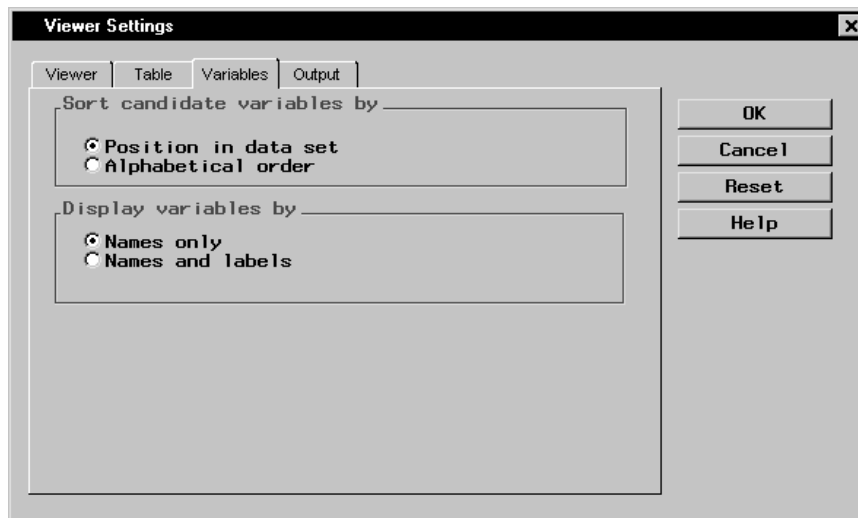 Viewer Settings
Viewer Table Variables Output
Sort candidate variables by
Position in data set
Alphabetical order
Display variables by
Names only
Names and labels
OK
Cancel
Reset
Help